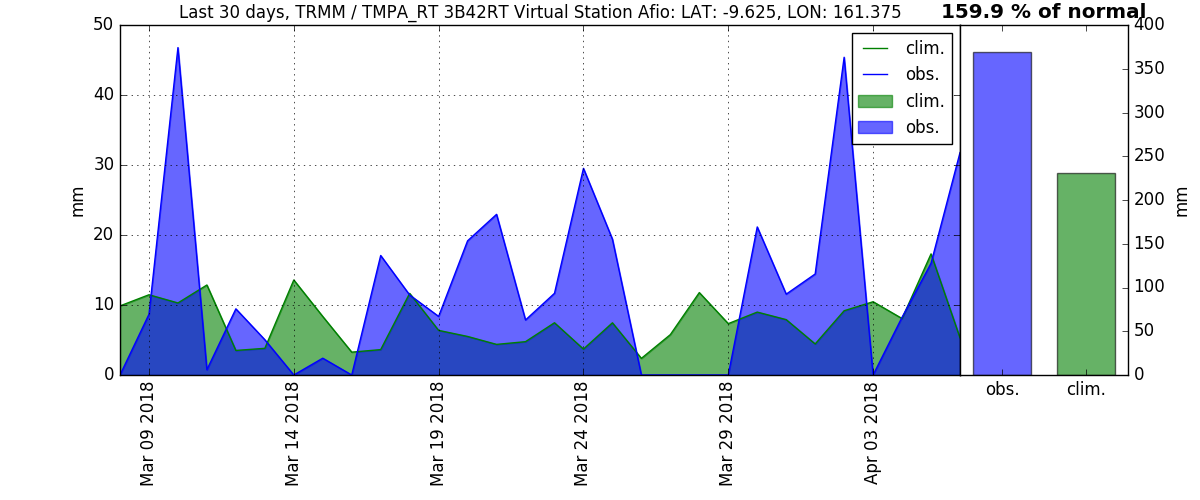 Last 30 days, TRMM / TMPA_RT 3B42RT Virtual Station Afio: LAT: -9.625, LON: 161.375
159.9 % of normal
50
40
30
20
10
0
mm
clim.
obs.
clim.
obs.
400
350
300
250
200
150
100
50
0
mm
obs.
clim.
Mar 09 2018
Mar 14 2018
Mar 19 2018
Mar 24 2018
Mar 29 2018
Apr 03 2018